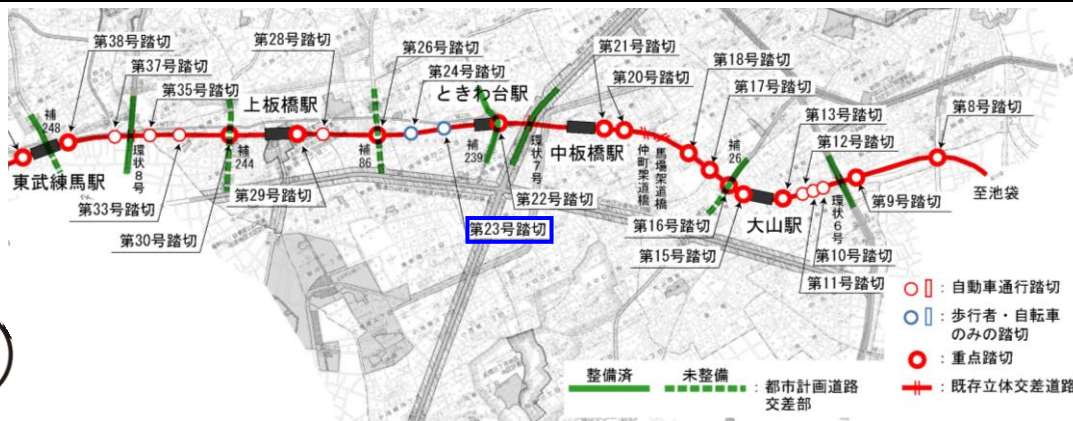 第38号踏切
第37号踏切
第35号踏切
上板橋駅
第28号踏切
第26号踏切
第24号踏切
ときわ台駅
第21号踏切
第20号踏切
第18号踏切
第17号踏切
第13号踏切
第12号踏切
第8号踏切
補
248
東武練馬駅
環状8号
第33号踏切
第30号踏切
補
244
第29号踏切
補
86
補
239
環状7号
第22号踏切
第23号踏切
中板橋駅
仲町架道橋
馬場架道橋
補
26
第16号踏切
第15号踏切
大山駅
環状6号
第9号踏切
第10号踏切
第11号踏切
至池袋
:自動車通行踏切
:歩行者・自転車
のみの踏切
:重点踏切
:既存立体交差道路
整備済
未整備
:都市計画道路
交差部